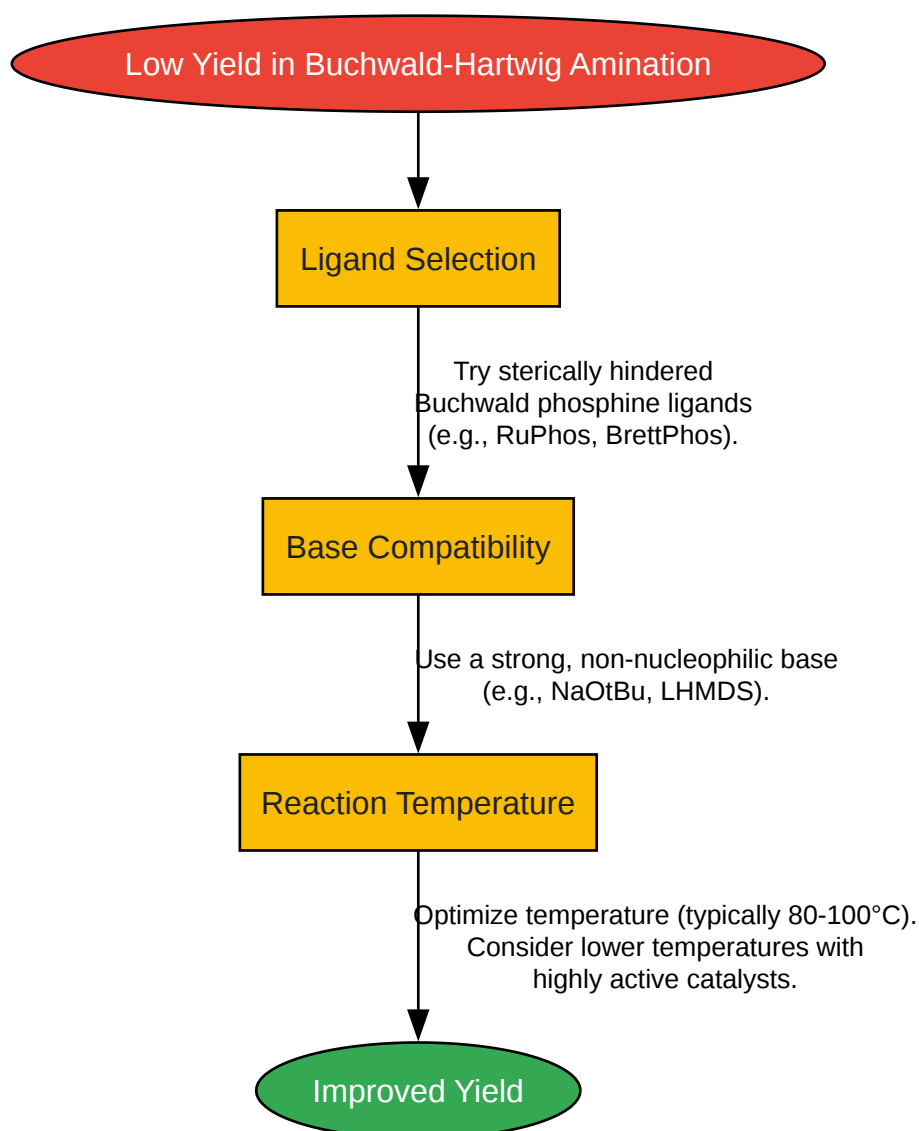 Low Yield in Buchwald-Hartwig Amination
Ligand Selection
Try sterically hindered
Buchwald phosphine ligands
(e.g., RuPhos, BrettPhos).
Base Compatibility
Use a strong, non-nucleophilic base
(e.g., NaOtBu, LHMDS).
Reaction Temperature
Optimize temperature (typically 80-100°C).
Consider lower temperatures with
highly active catalysts.
Improved Yield